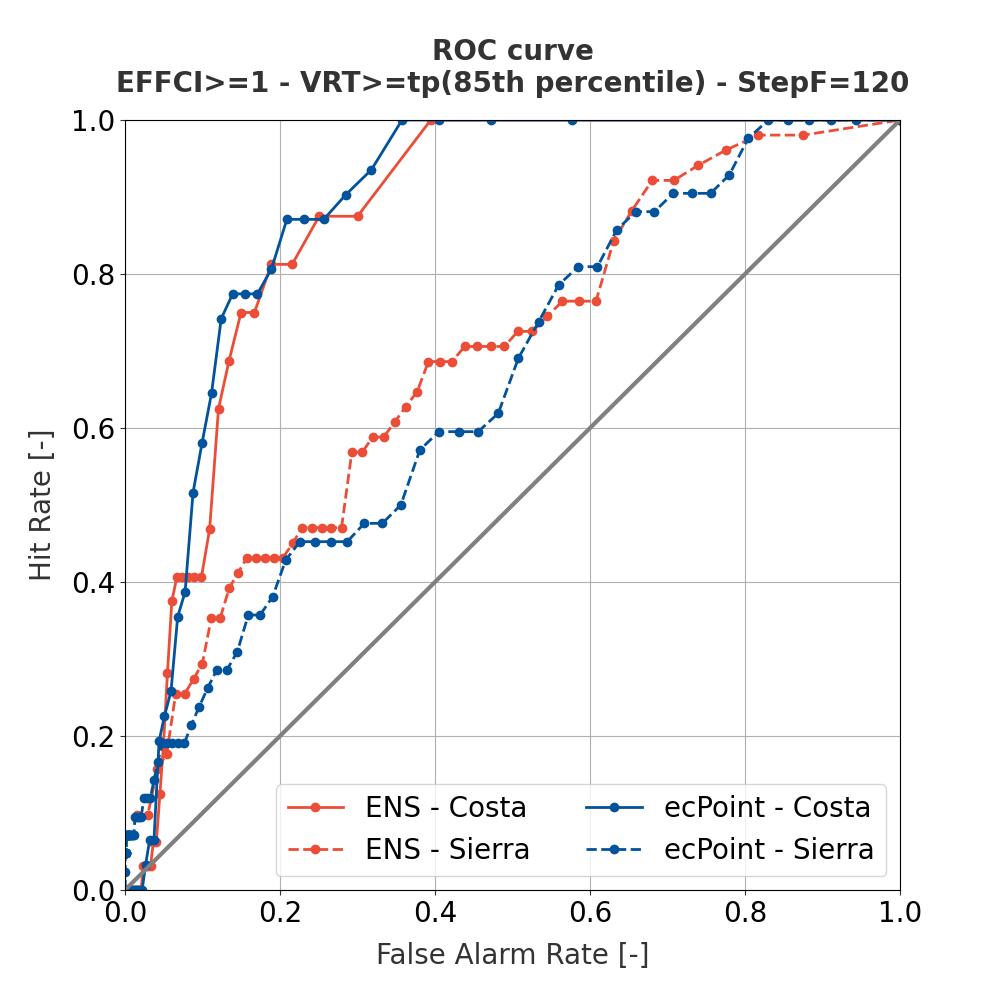 ROC curve
EFFCI>=1 - VRT>=tp(85th percentile) - StepF=120
1.0
0.8
0.6
0.4
0.2
0.0
Hit Rate [-]
0.0 0.2 0.4 0.6 0.8 1.0
False Alarm Rate [-]
ENS - Costa
ENS - Sierra
ecPoint - Costa
ecPoint - Sierra